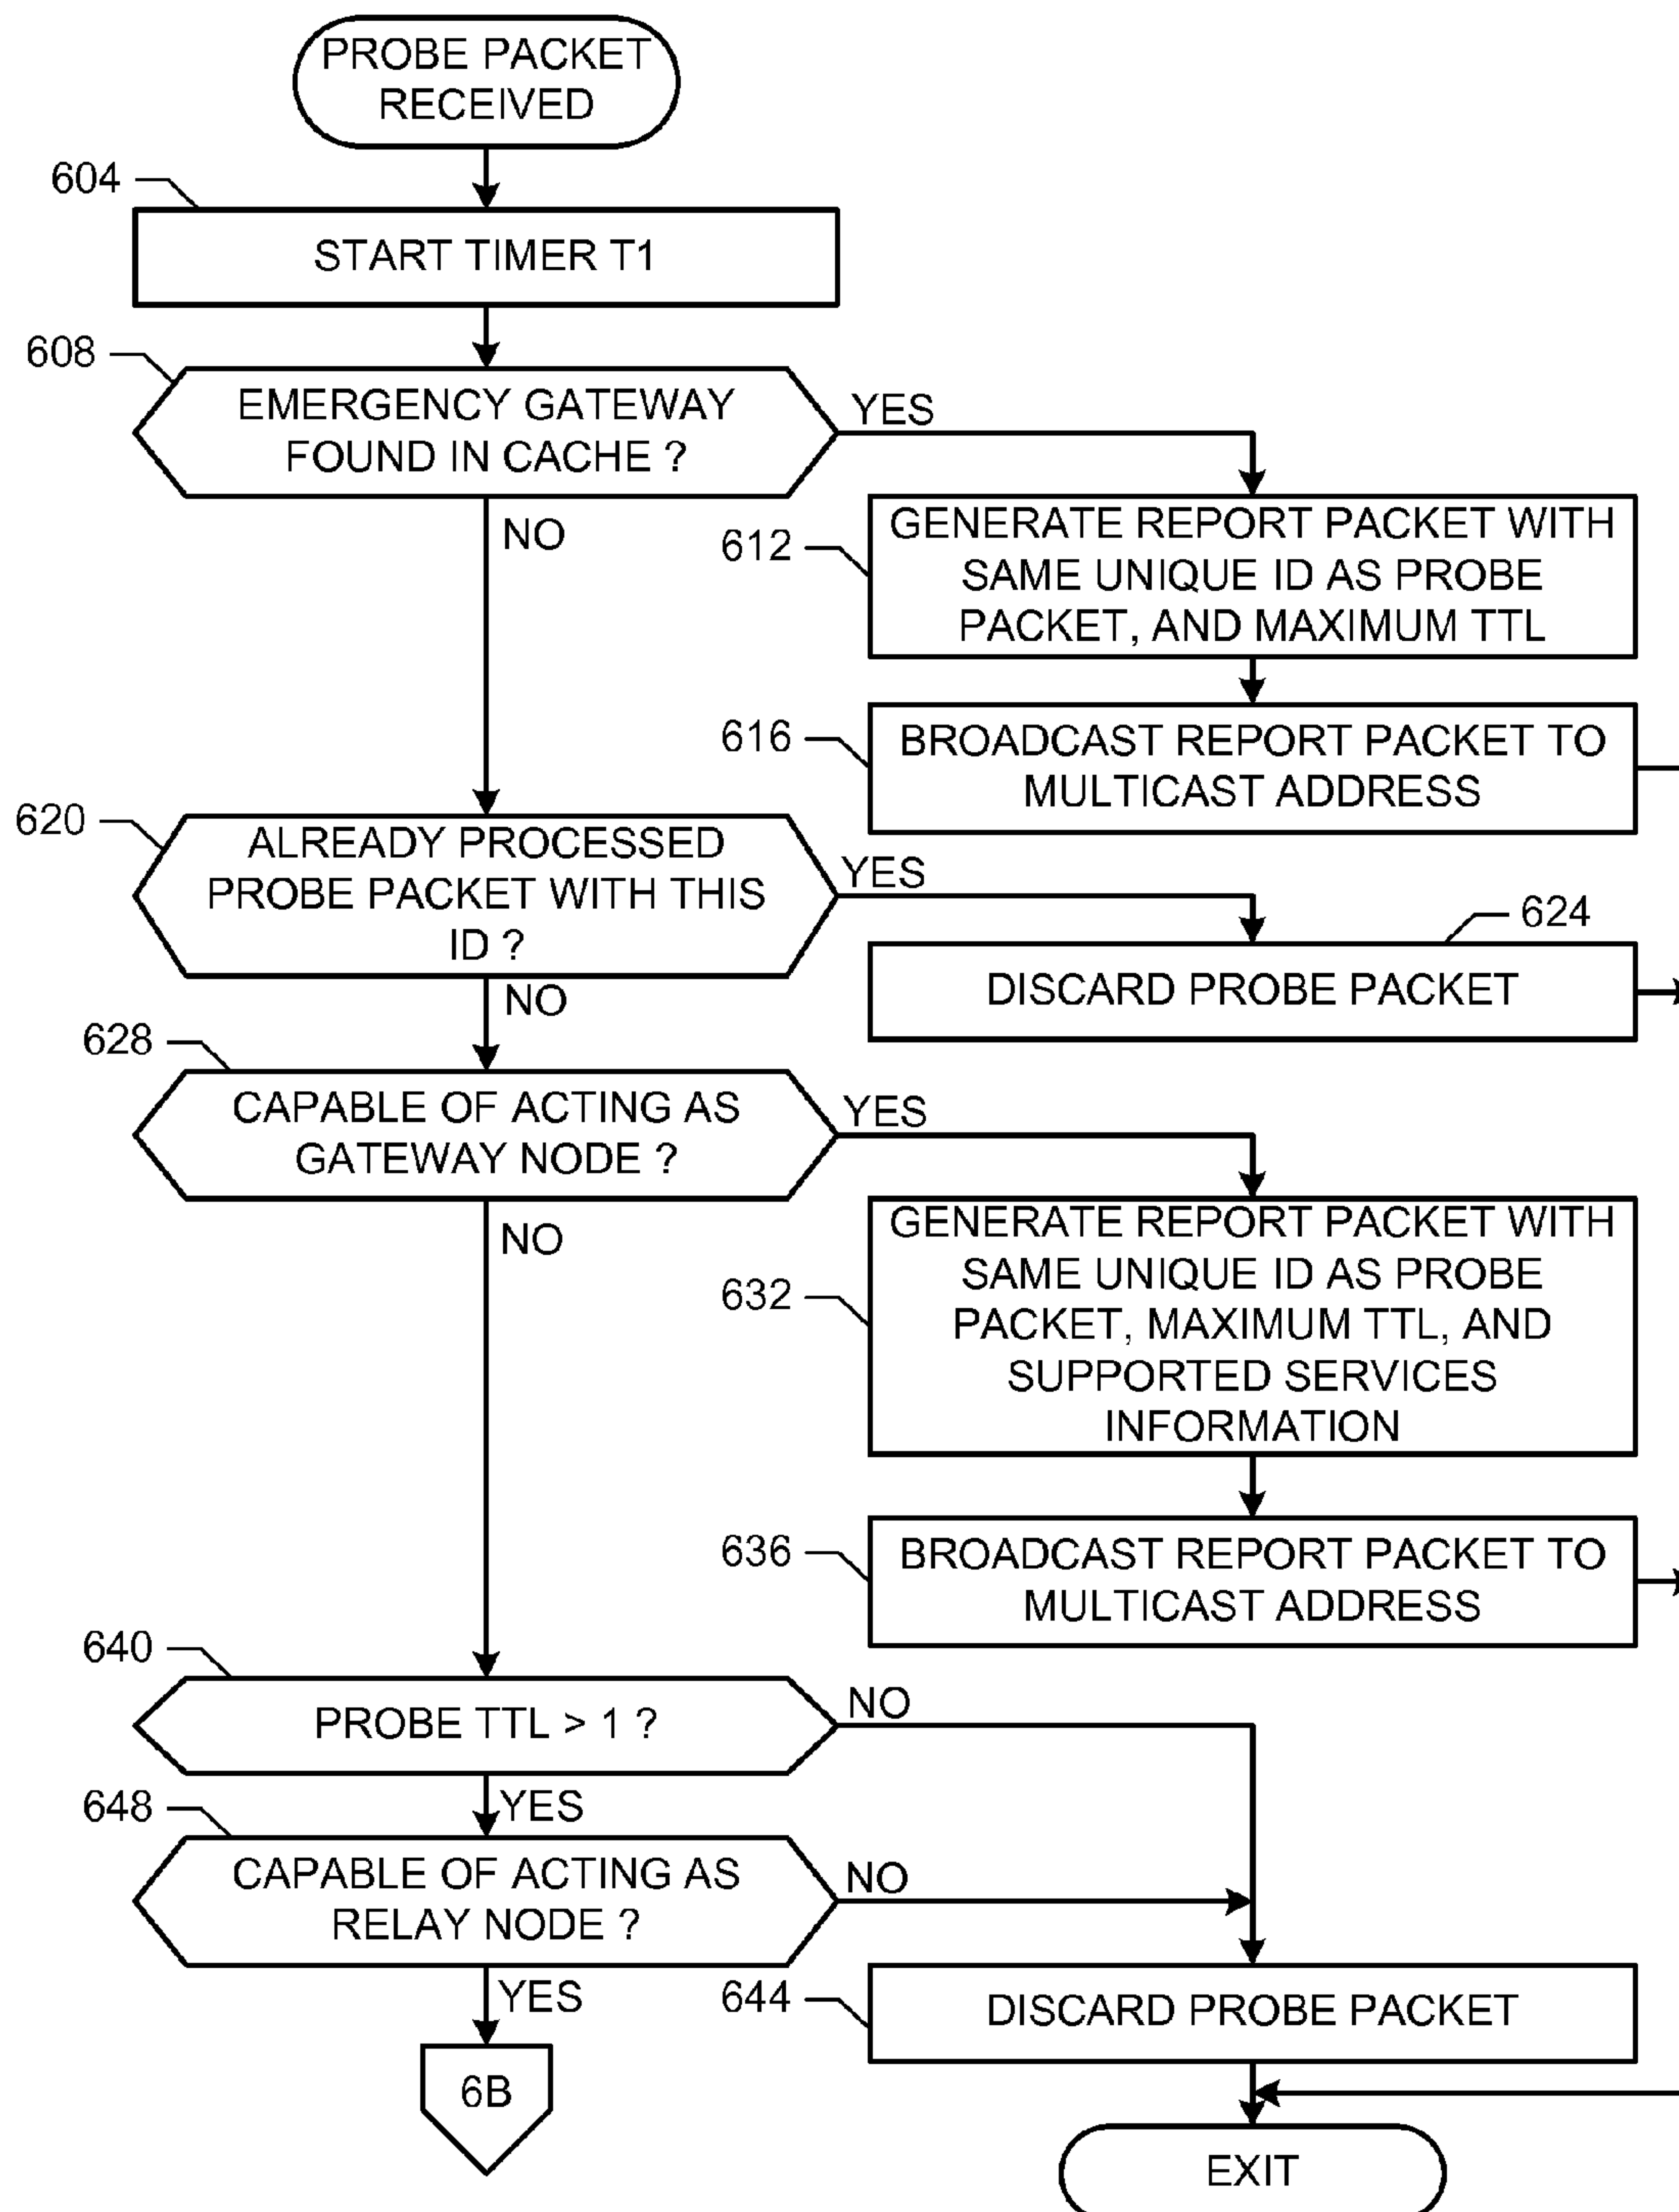 PROBE PACKET
RECEIVED
604
START TIMER T1
608
EMERGENCY GATEWAY
FOUND IN CACHE ?
YES
NO
612
GENERATE REPORT PACKET WITH
SAME UNIQUE ID AS PROBE
PACKET, AND MAXIMUM TTL
616
BROADCAST REPORT PACKET TO
MULTICAST ADDRESS
620
ALREADY PROCESSED
PROBE PACKET WITH THIS
ID ?
YES
NO
624
DISCARD PROBE PACKET
628
CAPABLE OF ACTING AS
GATEWAY NODE ?
YES
NO
632
GENERATE REPORT PACKET WITH
SAME UNIQUE ID AS PROBE
PACKET, MAXIMUM TTL, AND
SUPPORTED SERVICES
INFORMATION
636
BROADCAST REPORT PACKET TO
MULTICAST ADDRESS
640
PROBE TTL > 1 ?
NO
YES
648
CAPABLE OF ACTING AS
RELAY NODE ?
NO
YES
644
DISCARD PROBE PACKET
6B
EXIT